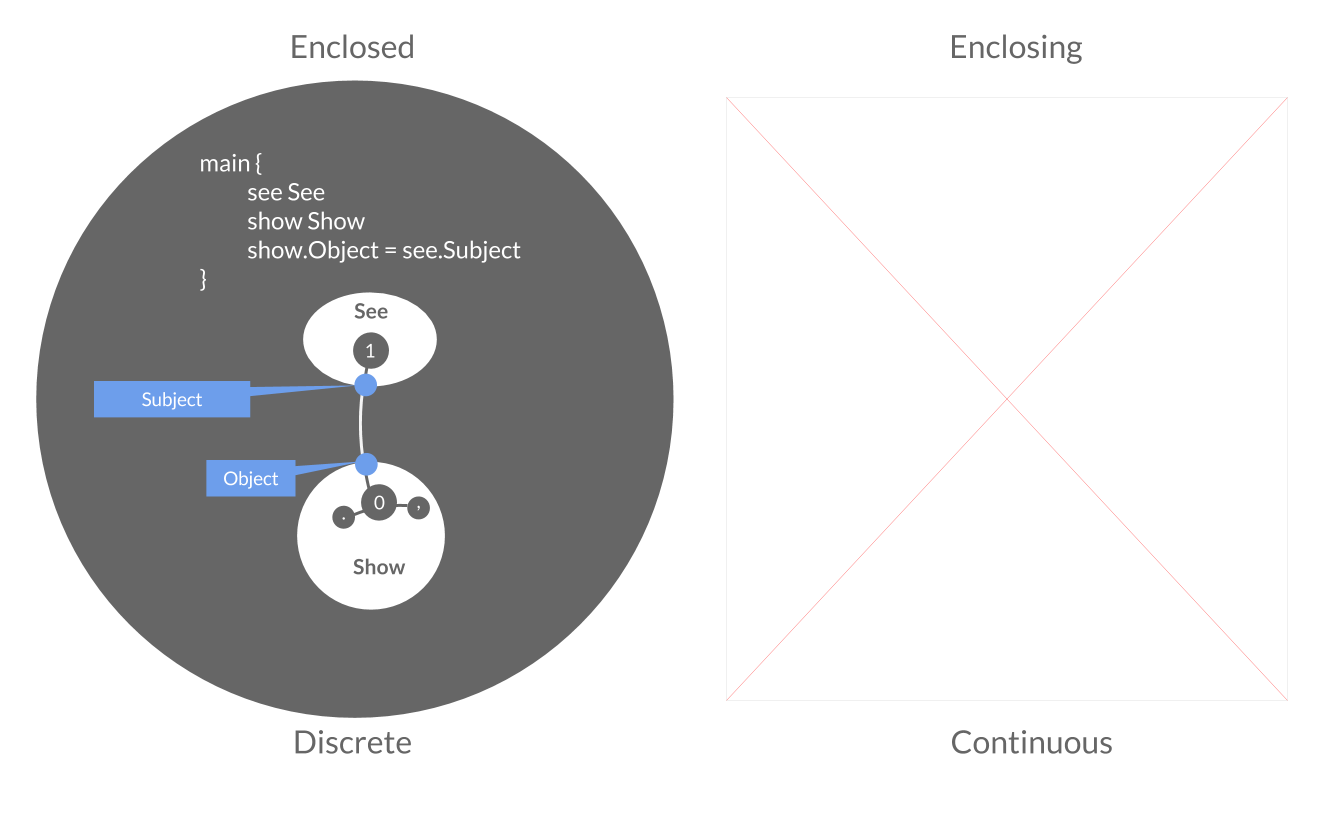 Enclosed
Enclosing
main {
see See
show Show
show.Object = see.Subject
}
See
1
Subject
Object
0
.
,
Show
Discrete
Continuous